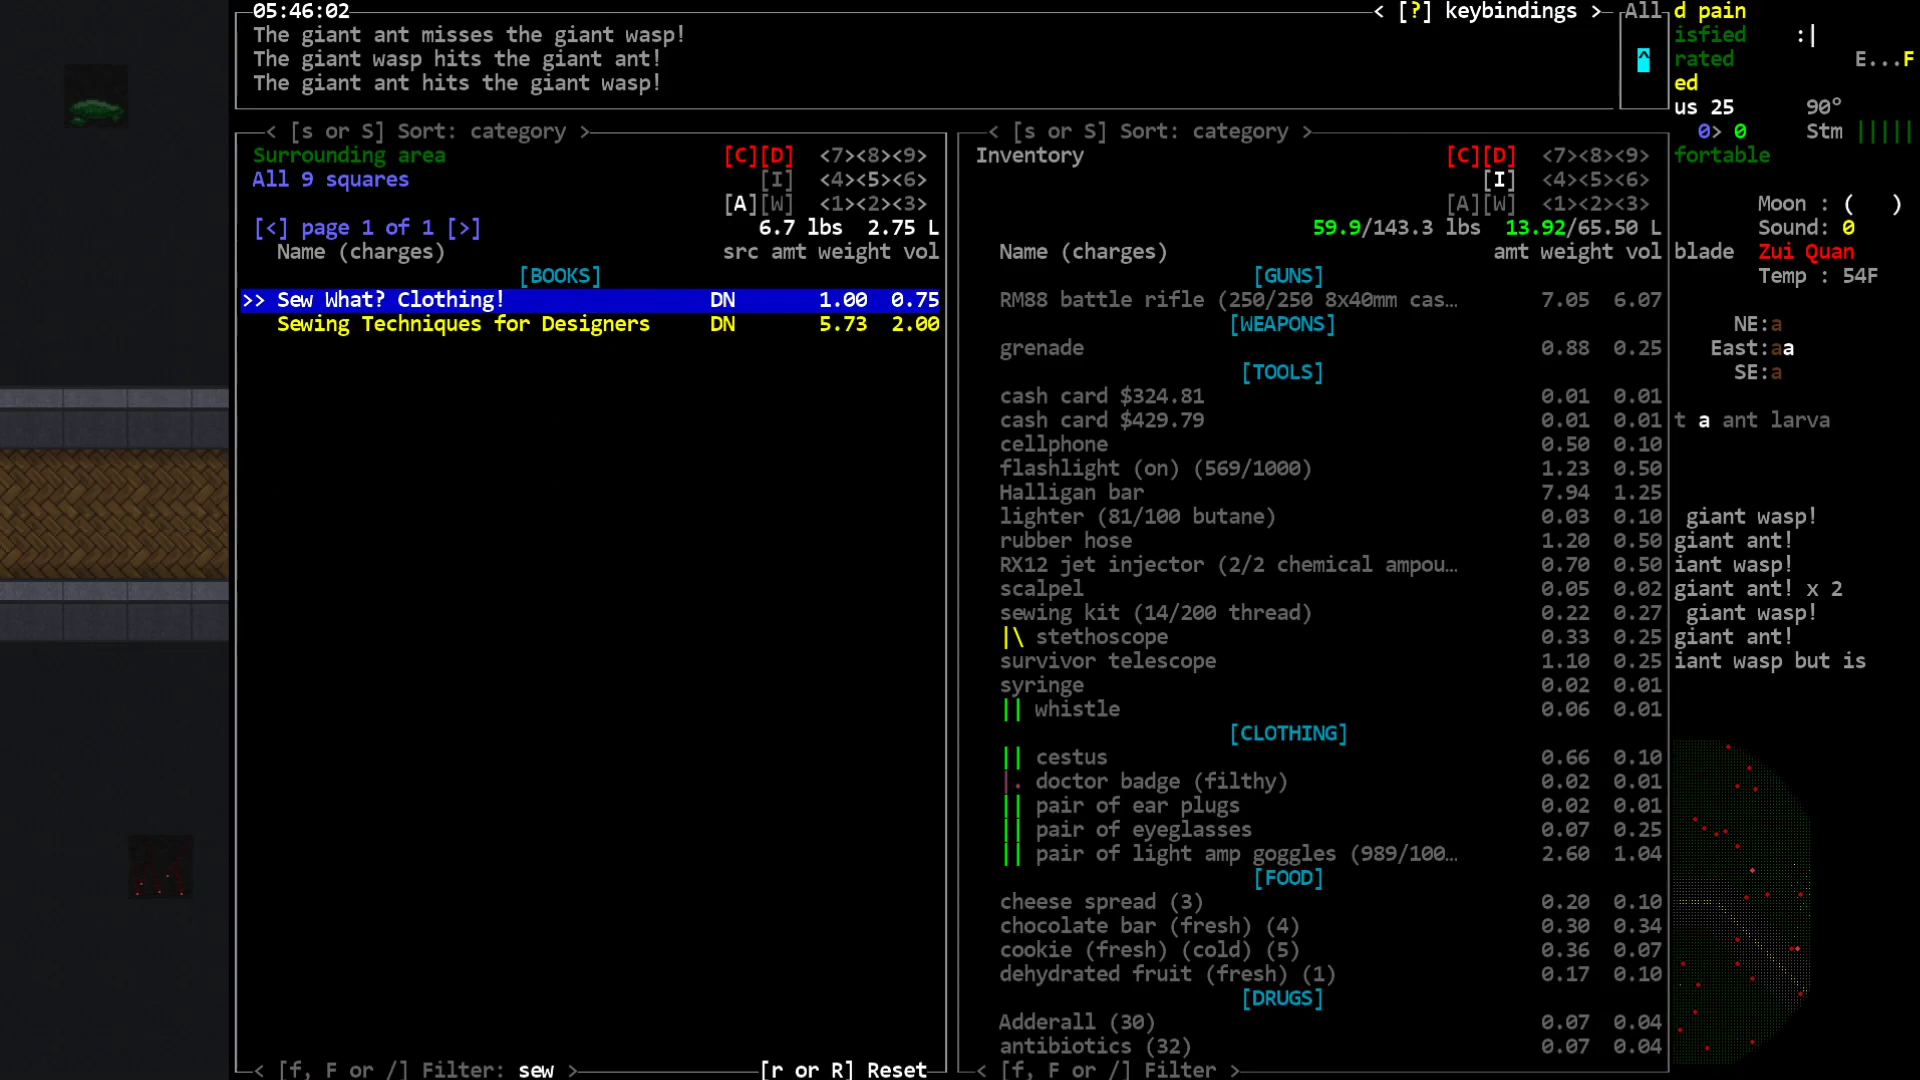 05:46:02 < [?] keybindings > All d pain
The giant ant misses the giant wasp! isfied :|
The giant wasp hits the giant ant! ^ rated E...F
The giant ant hits the giant wasp! ed
us 25 90°
< [s or S] Sort: category > < [s or S] Sort: category > 0> 0 Stm |||||
Surrounding area [C][D] <7><8><9> Inventory [C][D] <7><8><9> fortable
All 9 squares [I] <4><5><6> [I] <4><5><6>
[A][W] <1><2><3> [A][W] <1><2><3> Moon : ( )
[<] page 1 of 1 [>] 6.7 lbs 2.75 L 59.9/143.3 lbs 13.92/65.50 L Sound: 0
Name (charges) src amt weight vol Name (charges) amt weight vol blade Zui Quan
[BOOKS] [GUNS] Temp : 54F
>> Sew What? Clothing! DN 1.00 0.75 RM88 battle rifle (250/250 8x40mm cas… 7.05 6.07
Sewing Techniques for Designers DN 5.73 2.00 [WEAPONS] NE:a
grenade 0.88 0.25 East:aa
[TOOLS] SE:a
cash card $324.81 0.01 0.01
cash card $429.79 0.01 0.01 t a ant larva
cellphone 0.50 0.10
flashlight (on) (569/1000) 1.23 0.50
Halligan bar 7.94 1.25
lighter (81/100 butane) 0.03 0.10 giant wasp!
rubber hose 1.20 0.50 giant ant!
RX12 jet injector (2/2 chemical ampou… 0.70 0.50 iant wasp!
scalpel 0.05 0.02 giant ant! x 2
sewing kit (14/200 thread) 0.22 0.27 giant wasp!
|\ stethoscope 0.33 0.25 giant ant!
survivor telescope 1.10 0.25 iant wasp but is
syringe 0.02 0.01
|| whistle 0.06 0.01
[CLOTHING]
|| cestus 0.66 0.10
|. doctor badge (filthy) 0.02 0.01
|| pair of ear plugs 0.02 0.01
|| pair of eyeglasses 0.07 0.25
|| pair of light amp goggles (989/100… 2.60 1.04
[FOOD]
cheese spread (3) 0.20 0.10
chocolate bar (fresh) (4) 0.30 0.34
cookie (fresh) (cold) (5) 0.36 0.07
dehydrated fruit (fresh) (1) 0.17 0.10
[DRUGS]
Adderall (30) 0.07 0.04
antibiotics (32) 0.07 0.04
< [f, F or /] Filter: sew > [r or R] Reset < [f, F or /] Filter >